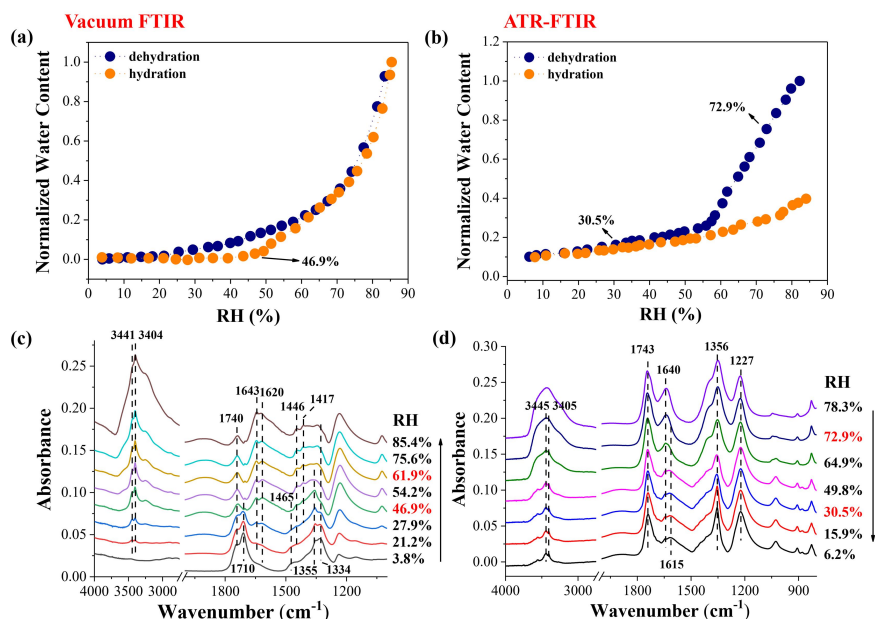 Vacuum FTIR
ATR-FTIR
(a)
dehydration
hydration
46.9%
Normalized Water Content
1.0
0.8
0.6
0.4
0.2
0.0
0 10 20 30 40 50 60 70 80 90
RH (%)
(b)
dehydration
hydration
72.9%
30.5%
Normalized Water Content
1.2
1.0
0.8
0.6
0.4
0.2
0.0
0 10 20 30 40 50 60 70 80 90
RH (%)
(c)
3441 3404
1643 1620
1740
1446 1417
1465
1710
1355 1334
RH
85.4%
75.6%
61.9%
54.2%
46.9%
27.9%
21.2%
3.8%
Absorbance
0.25
0.20
0.15
0.10
0.05
0.00
4000 3500 3000 2000 1500 1000
Wavenumber (cm-1)
(d)
1743 1640 1356 1227
3445 3405
1615
RH
78.3%
72.9%
64.9%
49.8%
30.5%
15.9%
6.2%
Absorbance
0.30
0.25
0.20
0.15
0.10
0.05
0.00
4000 3000 2000 1600 1200 800
Wavenumber (cm-1)